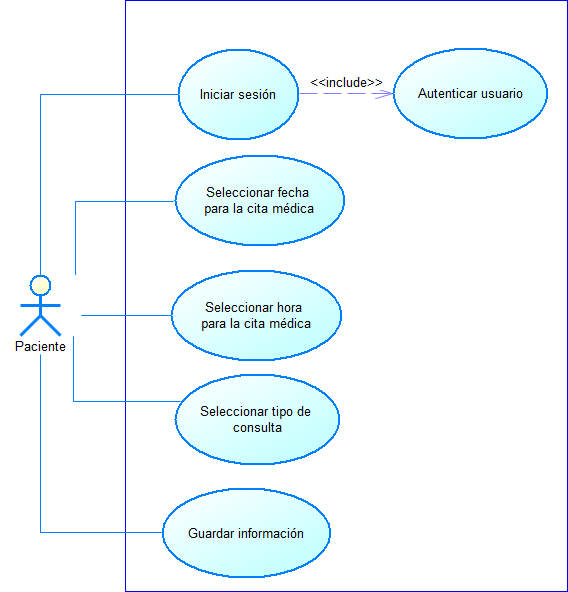 Iniciar sesión
<<include>>
Autenticar usuario
Seleccionar fecha
para la cita médica
Seleccionar hora
para la cita médica
Paciente
Seleccionar tipo de
consulta
Guardar información